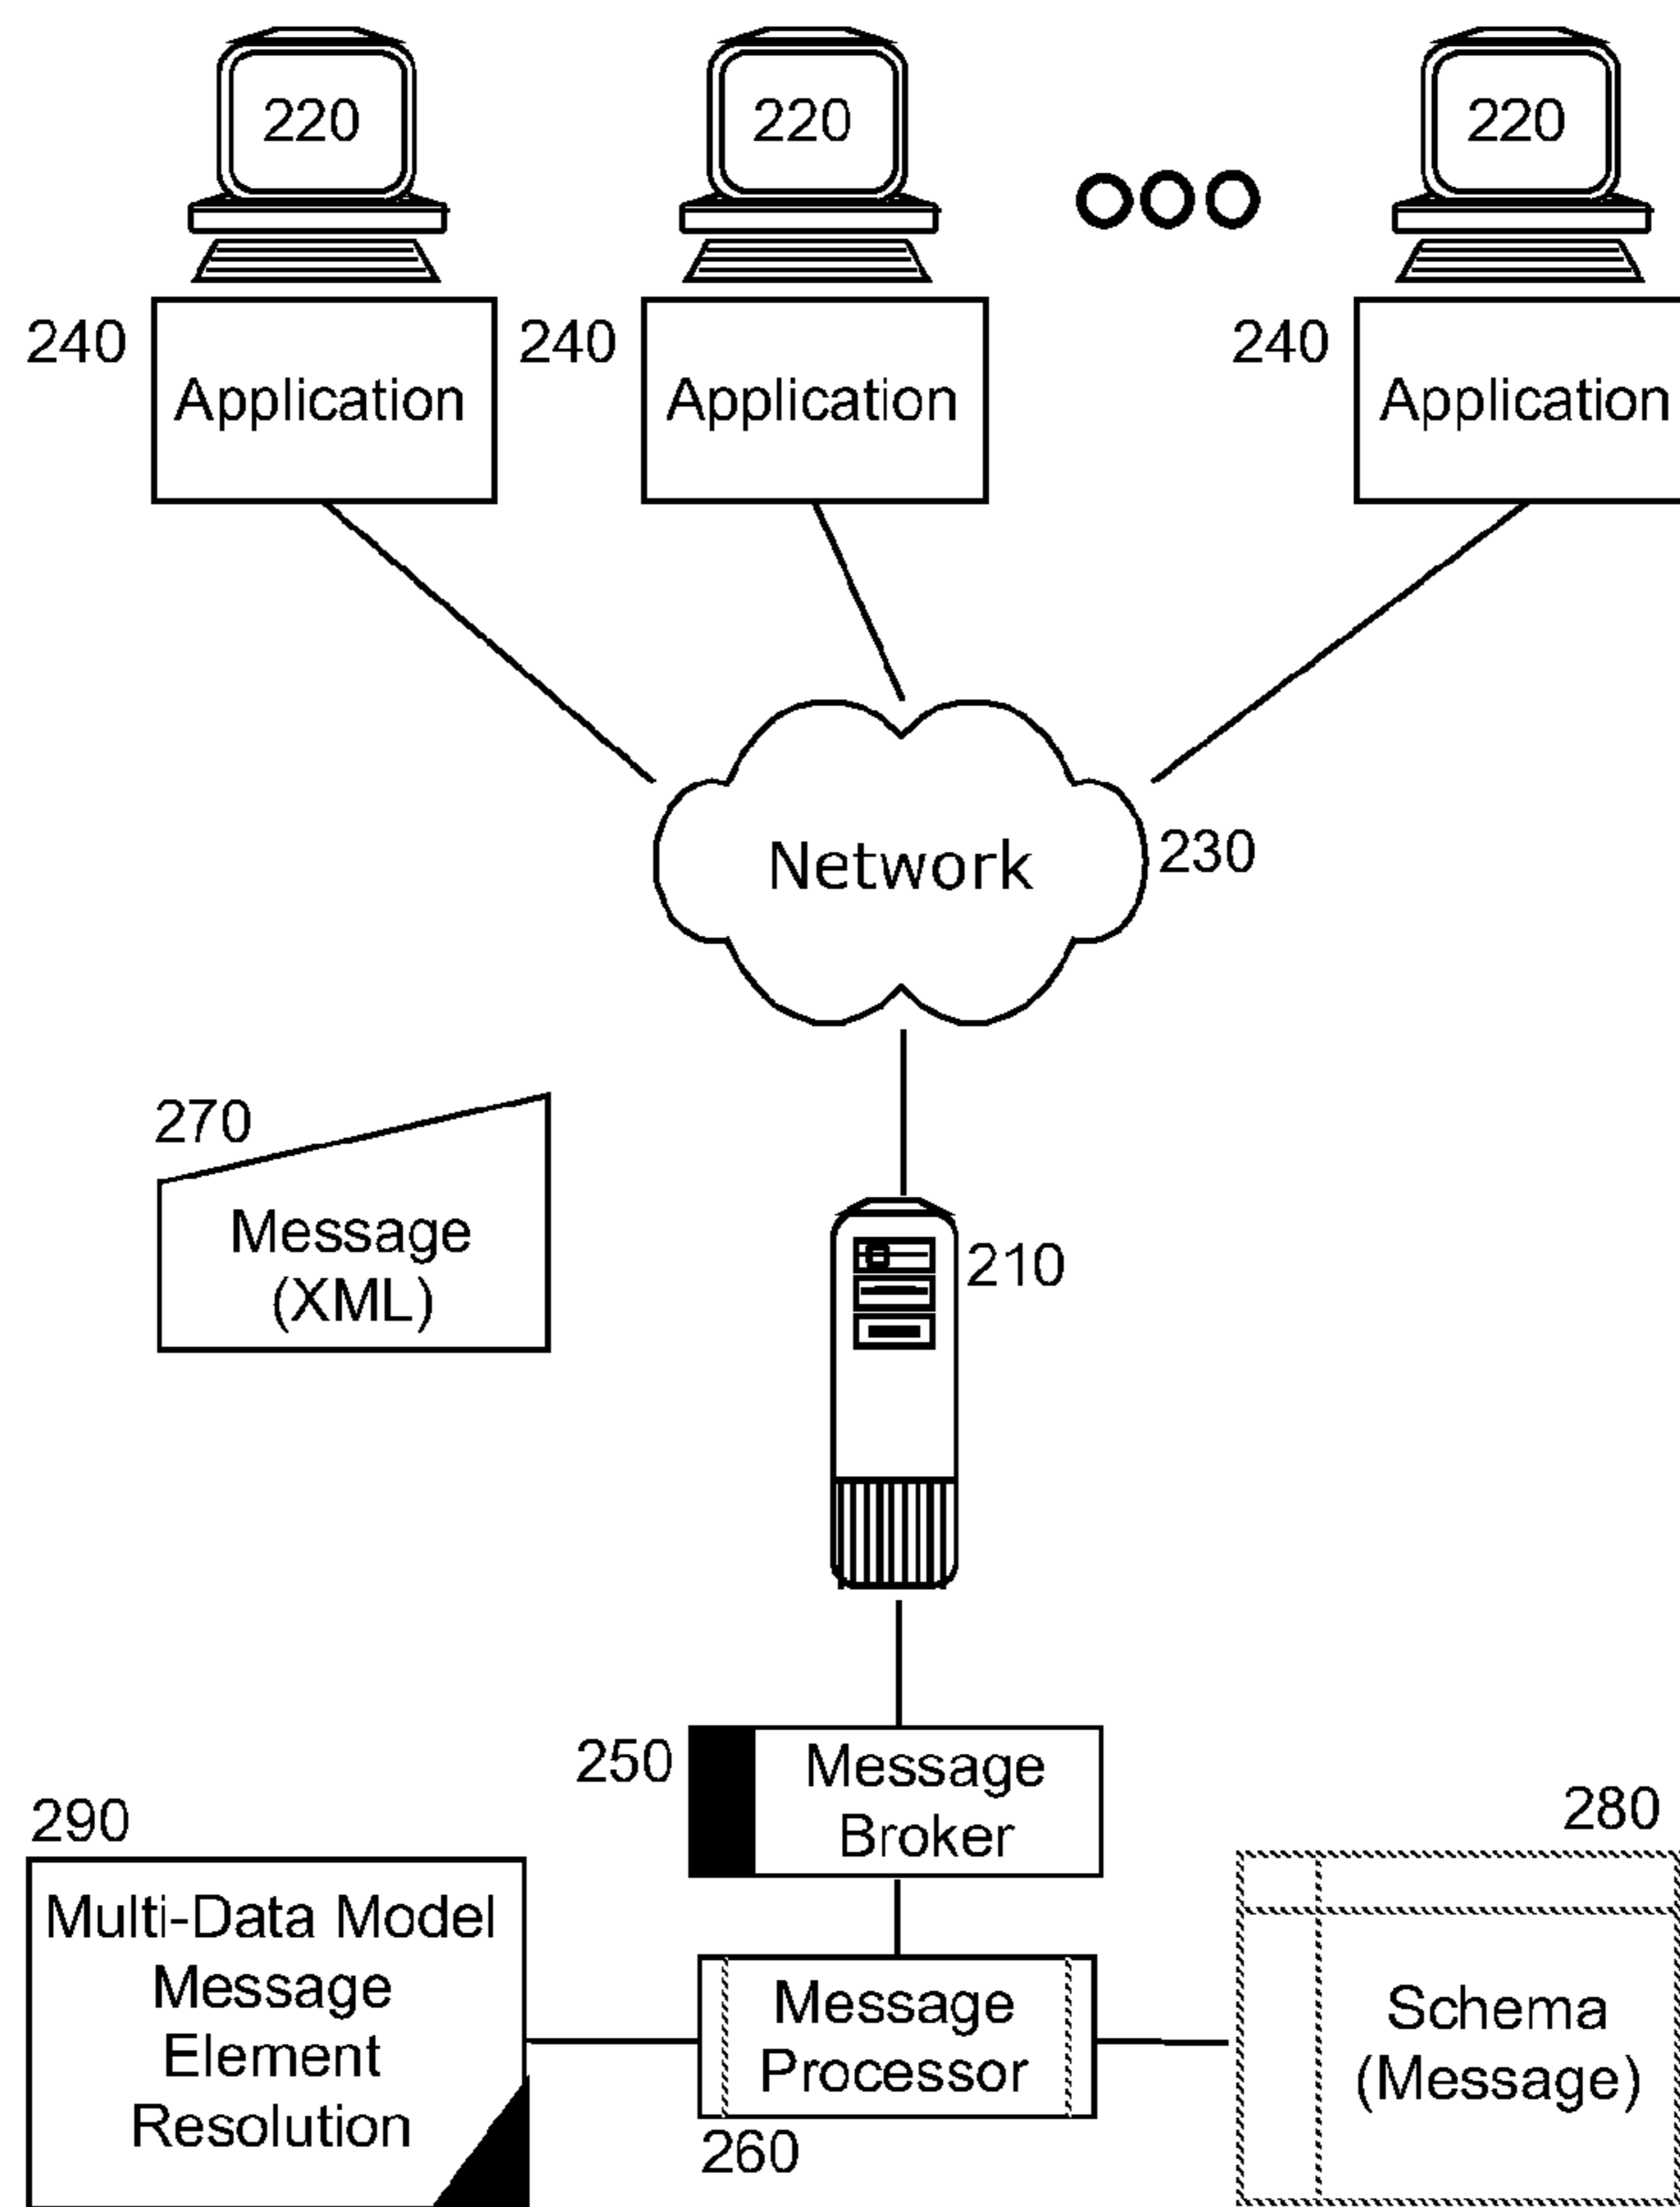 220
220
220
240
240
240
Application
Application
Application
Network
230
270
Message
(XML)
210
250
Message
Broker
290
280
Multi-Data Model
Message
Element
Resolution
Message
Processor
260
Schema
(Message)